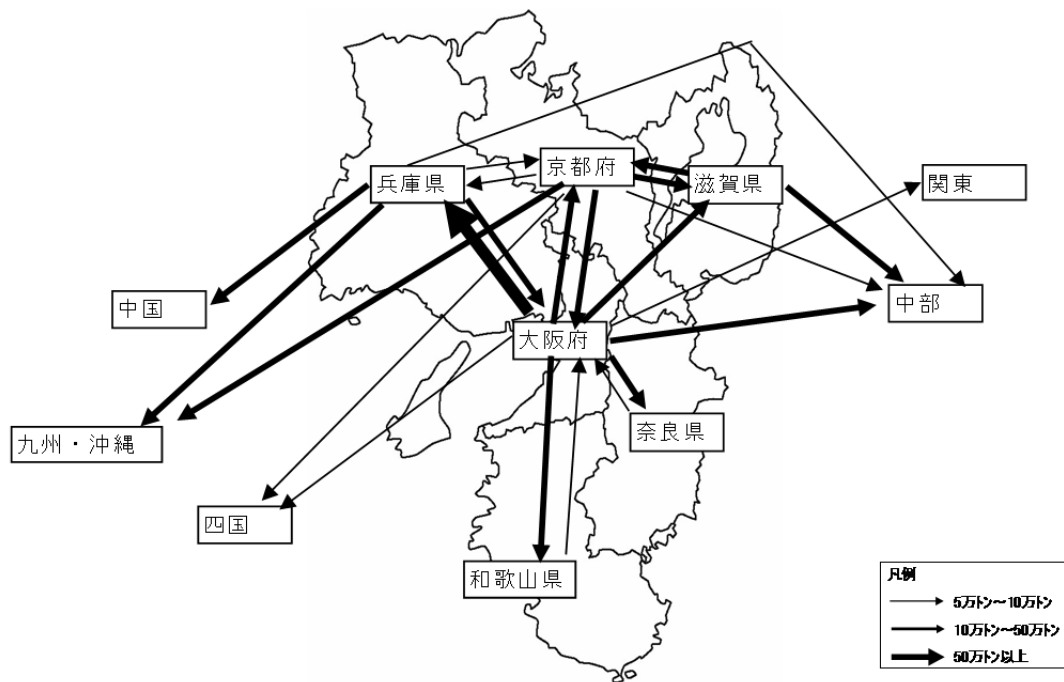 京都府
兵庫県
滋賀県
関東
中国
中部
大阪府
九州・沖縄
奈良県
四国
和歌山県
凡例
5万トン～10万トン
10万トン～50万トン
50万トン以上